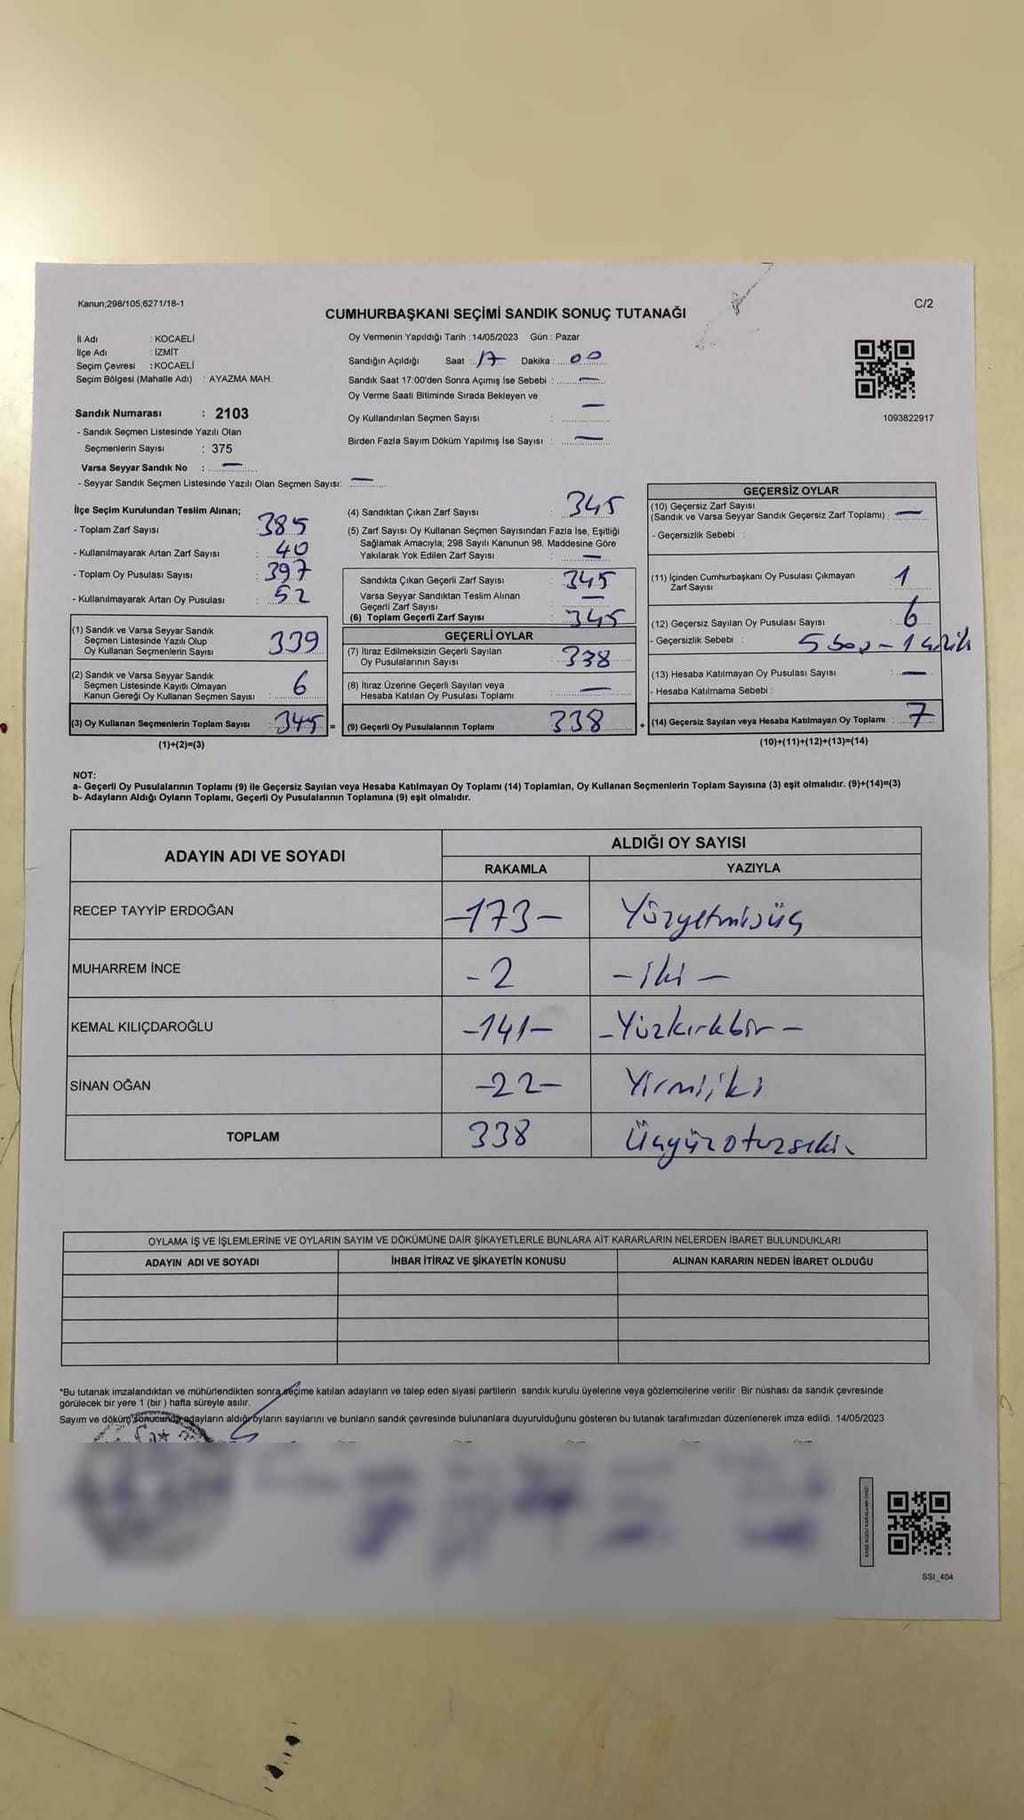 Kanun;298/105;6271/18-1
C/2
CUMHURBAŞKANI SEÇİMİ SANDIK SONUÇ TUTANAĞI
İl Adı : KOCAELİ
İlçe Adı : İZMİT
Seçim Çevresi : KOCAELİ
Seçim Bölgesi (Mahalle Adı) : AYAZMA MAH.
Sandık Numarası : 2103
- Sandık Seçmen Listesinde Yazılı Olan
Seçmenlerin Sayısı : 375
Varsa Seyyar Sandık No : —
- Seyyar Sandık Seçmen Listesinde Yazılı Olan Seçmen Sayısı: —
Oy Vermenin Yapıldığı Tarih :14/05/2023 Gün : Pazar
Sandığın Açıldığı Saat 17 Dakika : 00
Sandık Saat 17:00'den Sonra Açımış İse Sebebi : —
Oy Verme Saati Bitiminde Sırada Bekleyen ve —
Oy Kullandırılan Seçmen Sayısı :
Birden Fazla Sayım Döküm Yapılmış İse Sayısı : —
1093822917
İlçe Seçim Kurulundan Teslim Alınan;
- Toplam Zarf Sayısı : 385
- Kullanılmayarak Artan Zarf Sayısı : 40
- Toplam Oy Pusulası Sayısı : 397
- Kullanılmayarak Artan Oy Pusulası : 52
(1) Sandık ve Varsa Seyyar Sandık
Seçmen Listesinde Yazılı Olup
Oy Kullanan Seçmenlerin Sayısı 339
(2) Sandık ve Varsa Seyyar Sandık
Seçmen Listesinde Kayıtlı Olmayan
Kanun Gereği Oy Kullanan Seçmen Sayısı : 6
(3) Oy Kullanan Seçmenlerin Toplam Sayısı : 345 =
(1)+(2)=(3)
(4) Sandıktan Çıkan Zarf Sayısı : 345
(5) Zarf Sayısı Oy Kullanan Seçmen Sayısından Fazla İse, Eşitliği
Sağlamak Amacıyla; 298 Sayılı Kanunun 98. Maddesine Göre
Yakılarak Yok Edilen Zarf Sayısı : —
Sandıkta Çıkan Geçerli Zarf Sayısı : 345
Varsa Seyyar Sandıktan Teslim Alınan
Geçerli Zarf Sayısı : —
(6) Toplam Geçerli Zarf Sayısı : 345
GEÇERLİ OYLAR
(7) İtiraz Edilmeksizin Geçerli Sayılan
Oy Pusulalarının Sayısı : 338
(8) İtiraz Üzerine Geçerli Sayılan veya
Hesaba Katılan Oy Pusulası Toplamı : —
(9) Geçerli Oy Pusulalarının Toplamı : 338 +
GEÇERSİZ OYLAR
(10) Geçersiz Zarf Sayısı
(Sandık ve Varsa Seyyar Sandık Geçersiz Zarf Toplamı) : —
- Geçersizlik Sebebi :
(11) İçinden Cumhurbaşkanı Oy Pusulası Çıkmayan
Zarf Sayısı : 1
(12) Geçersiz Sayılan Oy Pusulası Sayısı : 6
- Geçersizlik Sebebi :
(13) Hesaba Katılmayan Oy Pusulası Sayısı : —
- Hesaba Katılmama Sebebi :
(14) Geçersiz Sayılan veya Hesaba Katılmayan Oy Toplamı : 7
(10)+(11)+(12)+(13)=(14)
NOT:
a- Geçerli Oy Pusulalarının Toplamı (9) ile Geçersiz Sayılan veya Hesaba Katılmayan Oy Toplamı (14) Toplamları, Oy Kullanan Seçmenlerin Toplam Sayısına (3) eşit olmalıdır. (9)+(14)=(3)
b- Adayların Aldığı Oyların Toplamı, Geçerli Oy Pusulalarının Toplamına (9) eşit olmalıdır.
ADAYIN ADI VE SOYADI
ALDIĞI OY SAYISI
RAKAMLA YAZIYLA
RECEP TAYYİP ERDOĞAN -173- Yüzyetmişüç
MUHARREM İNCE -2 -iki-
KEMAL KILIÇDAROĞLU -141- -Yüzkırkbir-
SİNAN OĞAN -22- Yirmiiki
TOPLAM 338 Üçyüzotuzsekiz
OYLAMA İŞ VE İŞLEMLERİNE VE OYLARIN SAYIM VE DÖKÜMÜNE DAİR ŞİKAYETLERLE BUNLARA AİT KARARLARIN NELERDEN İBARET BULUNDUKLARI
ADAYIN ADI VE SOYADI İHBAR İTİRAZ VE ŞİKAYETİN KONUSU ALINAN KARARIN NEDEN İBARET OLDUĞU
*Bu tutanak imzalandıktan ve mühürlendikten sonra seçime katılan adayların ve talep eden siyasi partilerin sandık kurulu üyelerine veya gözlemcilerine verilir. Bir nüshası da sandık çevresinde
görülecek bir yere 1 (bir) hafta süreyle asılır.
Sayım ve döküm sonucunda adayların aldığı oyların sayılarını ve bunların sandık çevresinde bulunanlara duyurulduğunu gösteren bu tutanak tarafımızdan düzenlenerek imza edildi. 14/05/2023
SSI_404